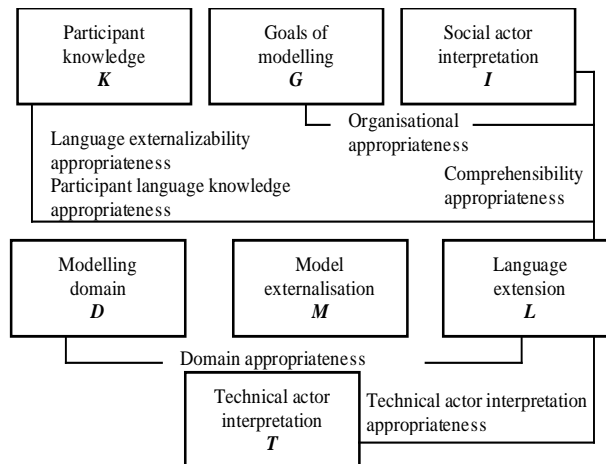 Participant
knowledge
K
Goals of
modelling
G
Social actor
interpretation
I
Organisational
appropriateness
Language externalizability
appropriateness
Participant language knowledge
appropriateness
Comprehensibility
appropriateness
Modelling
domain
D
Model
externalisation
M
Language
extension
L
Domain appropriateness
Technical actor
interpretation
T
Technical actor interpretation
appropriateness